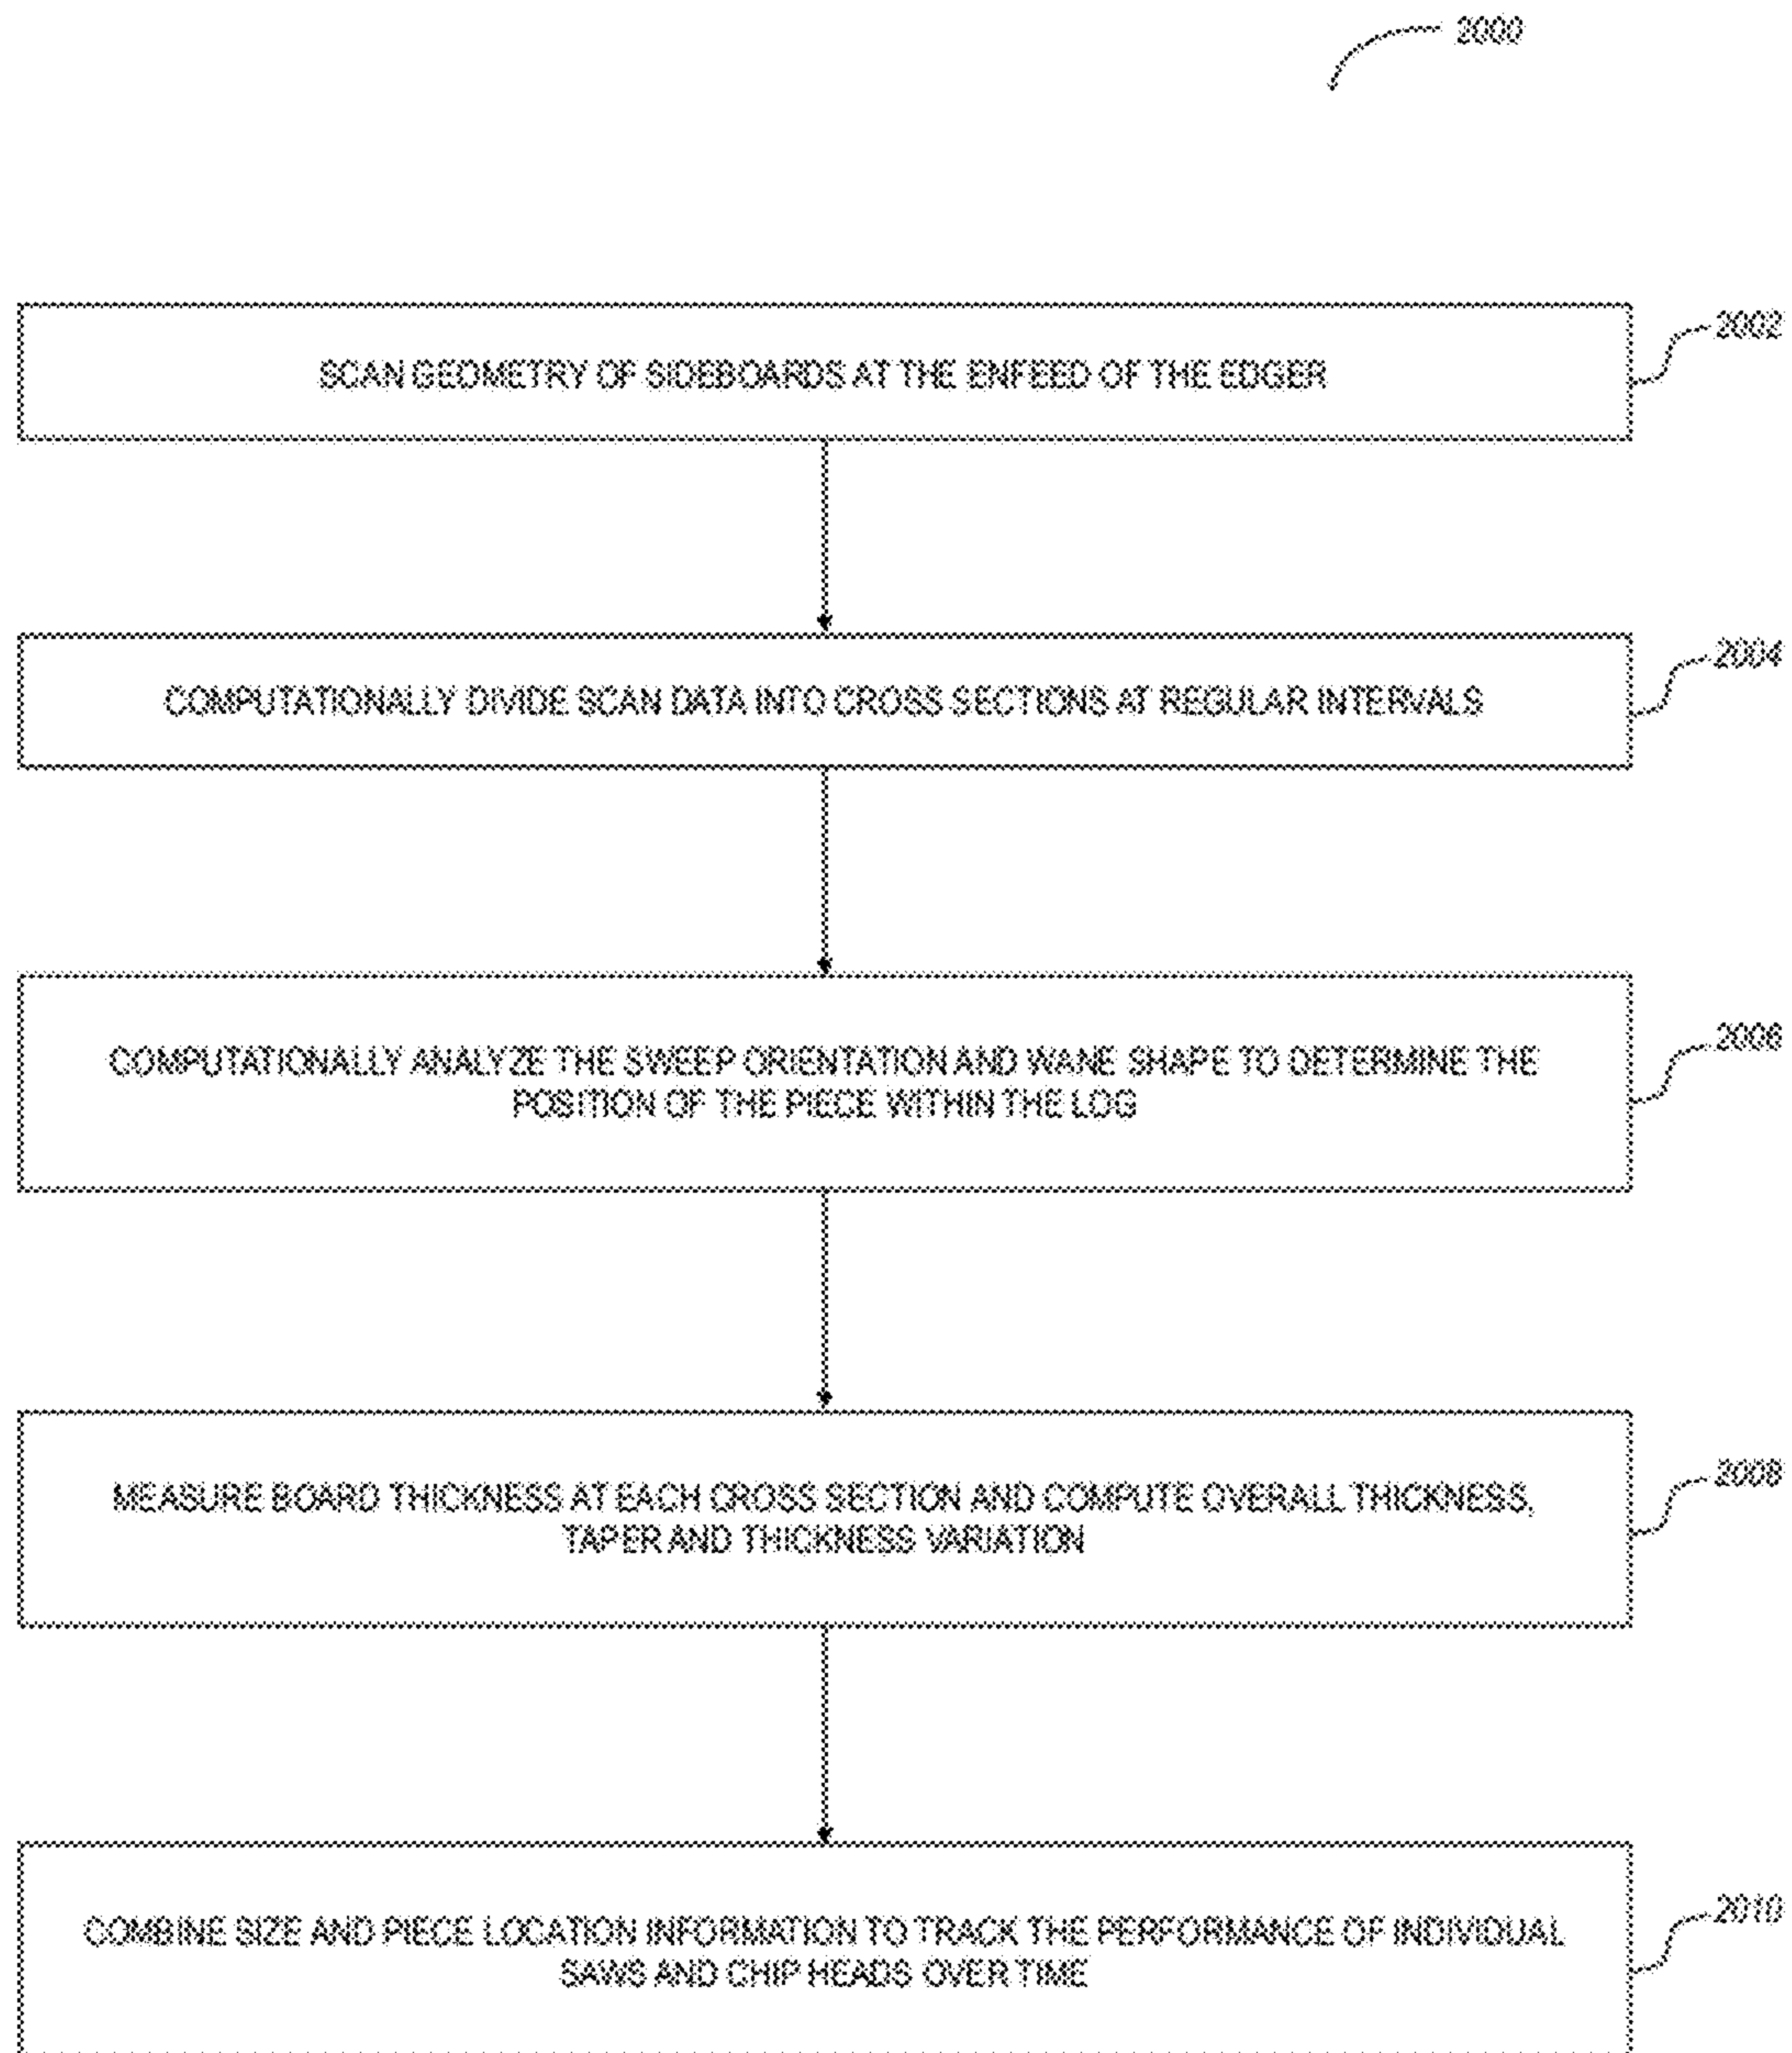 2000
SCAN GEOMETRY OF SIDEBOARDS AT THE ENFEED OF THE EDGER
2002
COMPUTATIONALLY DIVIDE SCAN DATA INTO CROSS SECTIONS AT REGULAR INTERVALS
2004
COMPUTATIONALLY ANALYZE THE SWEEP ORIENTATION AND WANE SHAPE TO DETERMINE THE
POSITION OF THE PIECE WITHIN THE LOG
2006
MEASURE BOARD THICKNESS AT EACH CROSS SECTION AND COMPUTE OVERALL THICKNESS,
TAPER AND THICKNESS VARIATION
2008
COMBINE SIZE AND PIECE LOCATION INFORMATION TO TRACK THE PERFORMANCE OF INDIVIDUAL
SAWS AND CHIP HEADS OVER TIME
2010